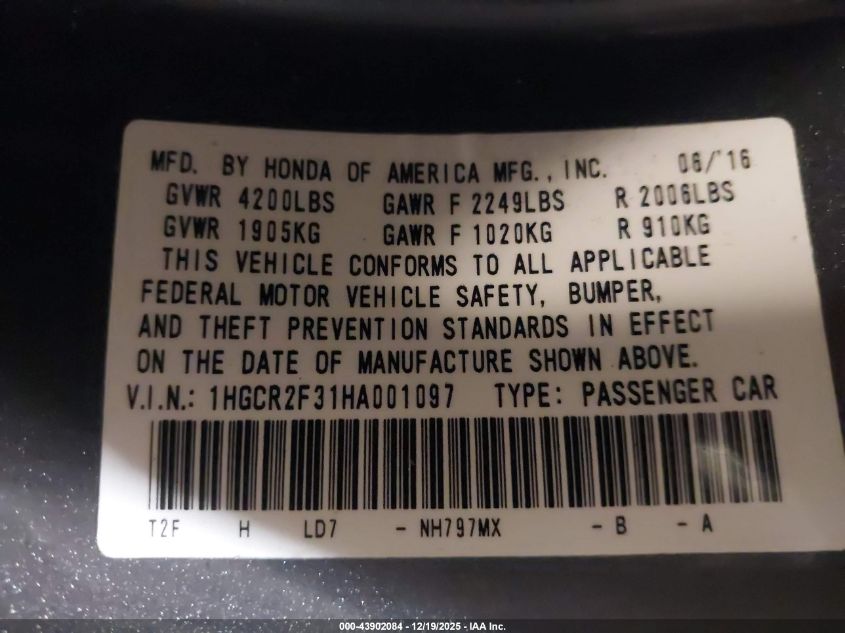 MFD. BY HONDA OF AMERICA MFG., INC. 06/'16
GVWR 4200LBS GAWR F 2249LBS R 2006LBS
GVWR 1905KG GAWR F 1020KG R 910KG
THIS VEHICLE CONFORMS TO ALL APPLICABLE
FEDERAL MOTOR VEHICLE SAFETY, BUMPER,
AND THEFT PREVENTION STANDARDS IN EFFECT
ON THE DATE OF MANUFACTURE SHOWN ABOVE.
V.I.N.: 1HGCR2F31HA001097 TYPE: PASSENGER CAR
T2F H LD7 - NH797MX - B - A
000-43902084 - 12/19/2025 - IAA Inc.